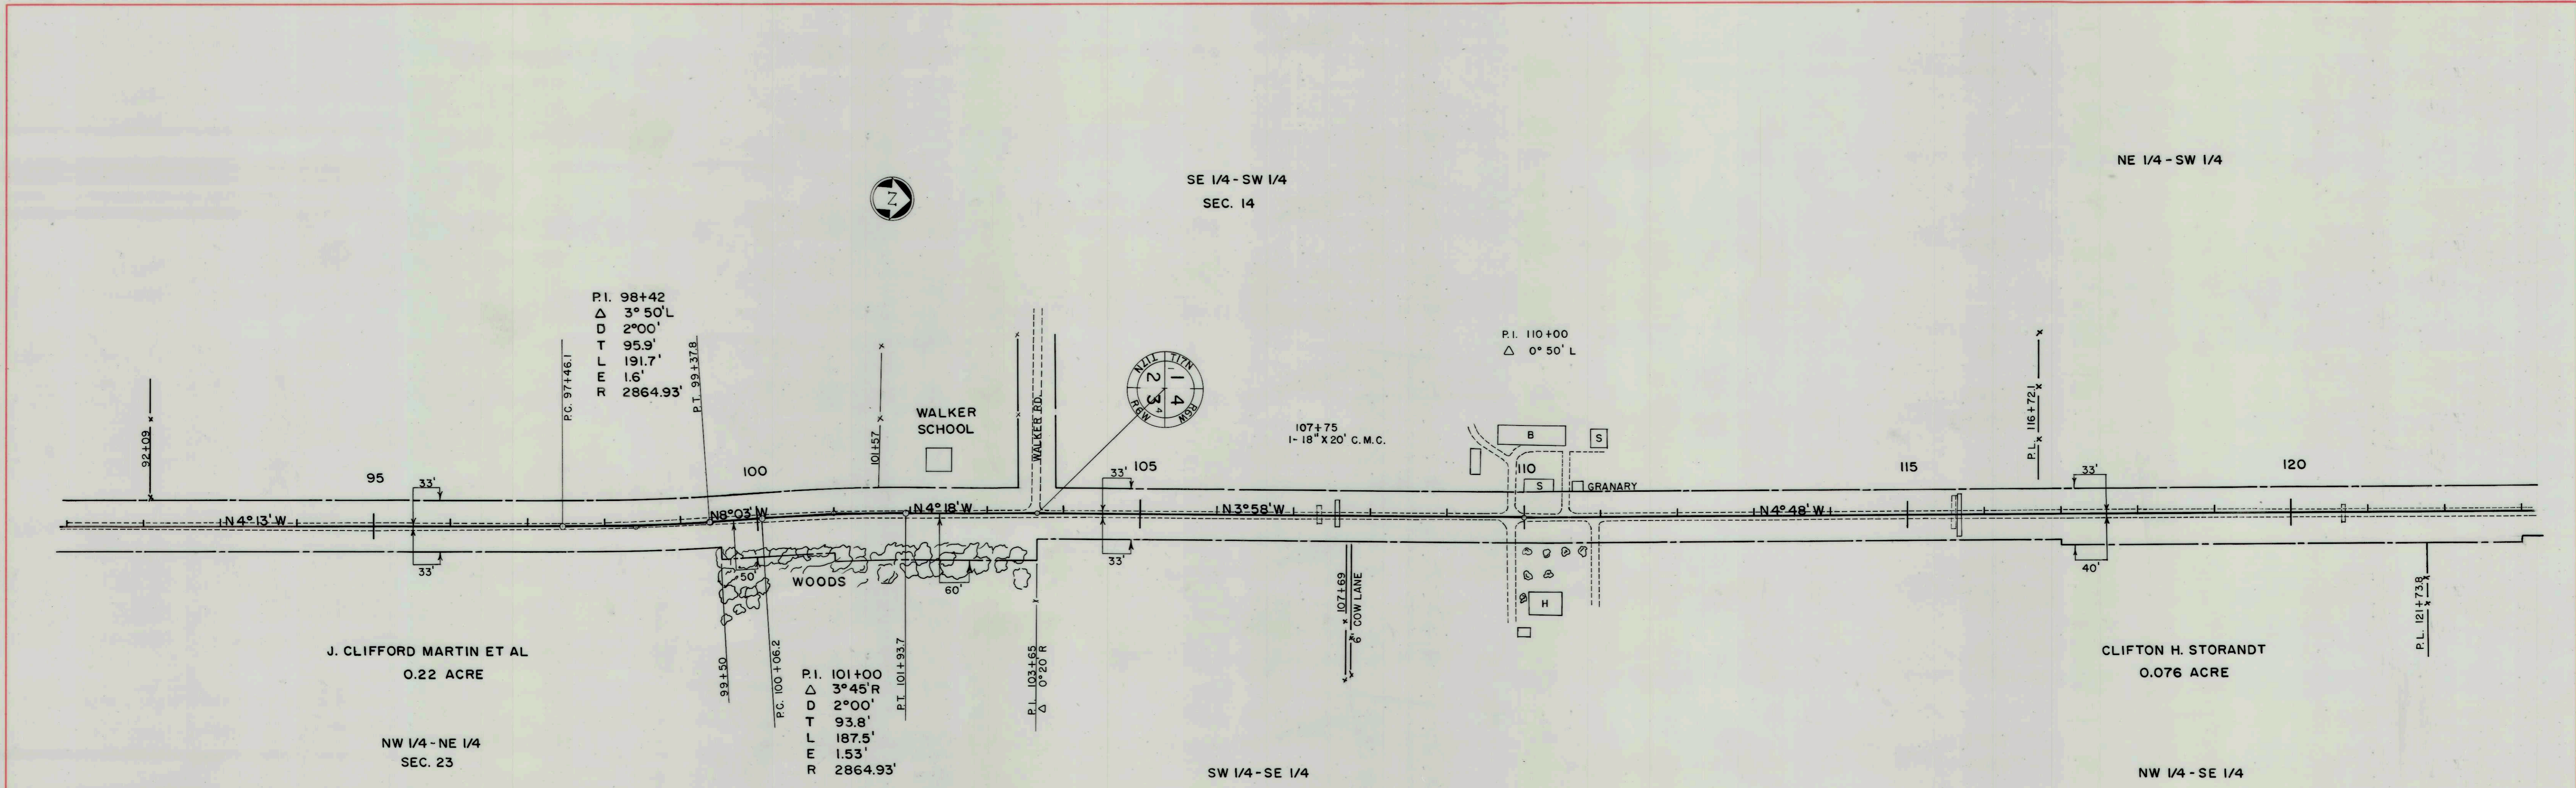 NE 1/4 - SW 1/4
SE 1/4 - SW 1/4
SEC. 14
Z
P.I. 98+42
Δ 3° 50' L
D 2°00'
T 95.9'
L 191.7'
E 1.6'
R 2864.93'
P.C. 97+46.1
P.T. 99+37.8
92+09
101+57
WALKER
SCHOOL
WALKER RD.
T17N
T17N
14
23
R6W
R6W
P.I. 110+00
Δ 0° 50' L
107+75
1- 18" X 20' C.M.C.
B
S
S
GRANARY
P.L. 116+72.1
95
100
105
110
115
120
33'
33'
33'
N 4° 13' W
N 8° 03' W
N 4° 18' W
N 3° 58' W
N 4° 48' W
33'
50'
WOODS
60'
33'
107+69
6' COW LANE
H
40'
P.L. 121+73.8
J. CLIFFORD MARTIN ET AL
0.22 ACRE
99+50
P.C. 100+06.2
P.I. 101+00
Δ 3°45'R
D 2°00'
T 93.8'
L 187.5'
E 1.53'
R 2864.93'
P.T. 101+93.7
P.I. 103+65
Δ 0°20' R
CLIFTON H. STORANDT
0.076 ACRE
NW 1/4 - NE 1/4
SEC. 23
SW 1/4 - SE 1/4
NW 1/4 - SE 1/4